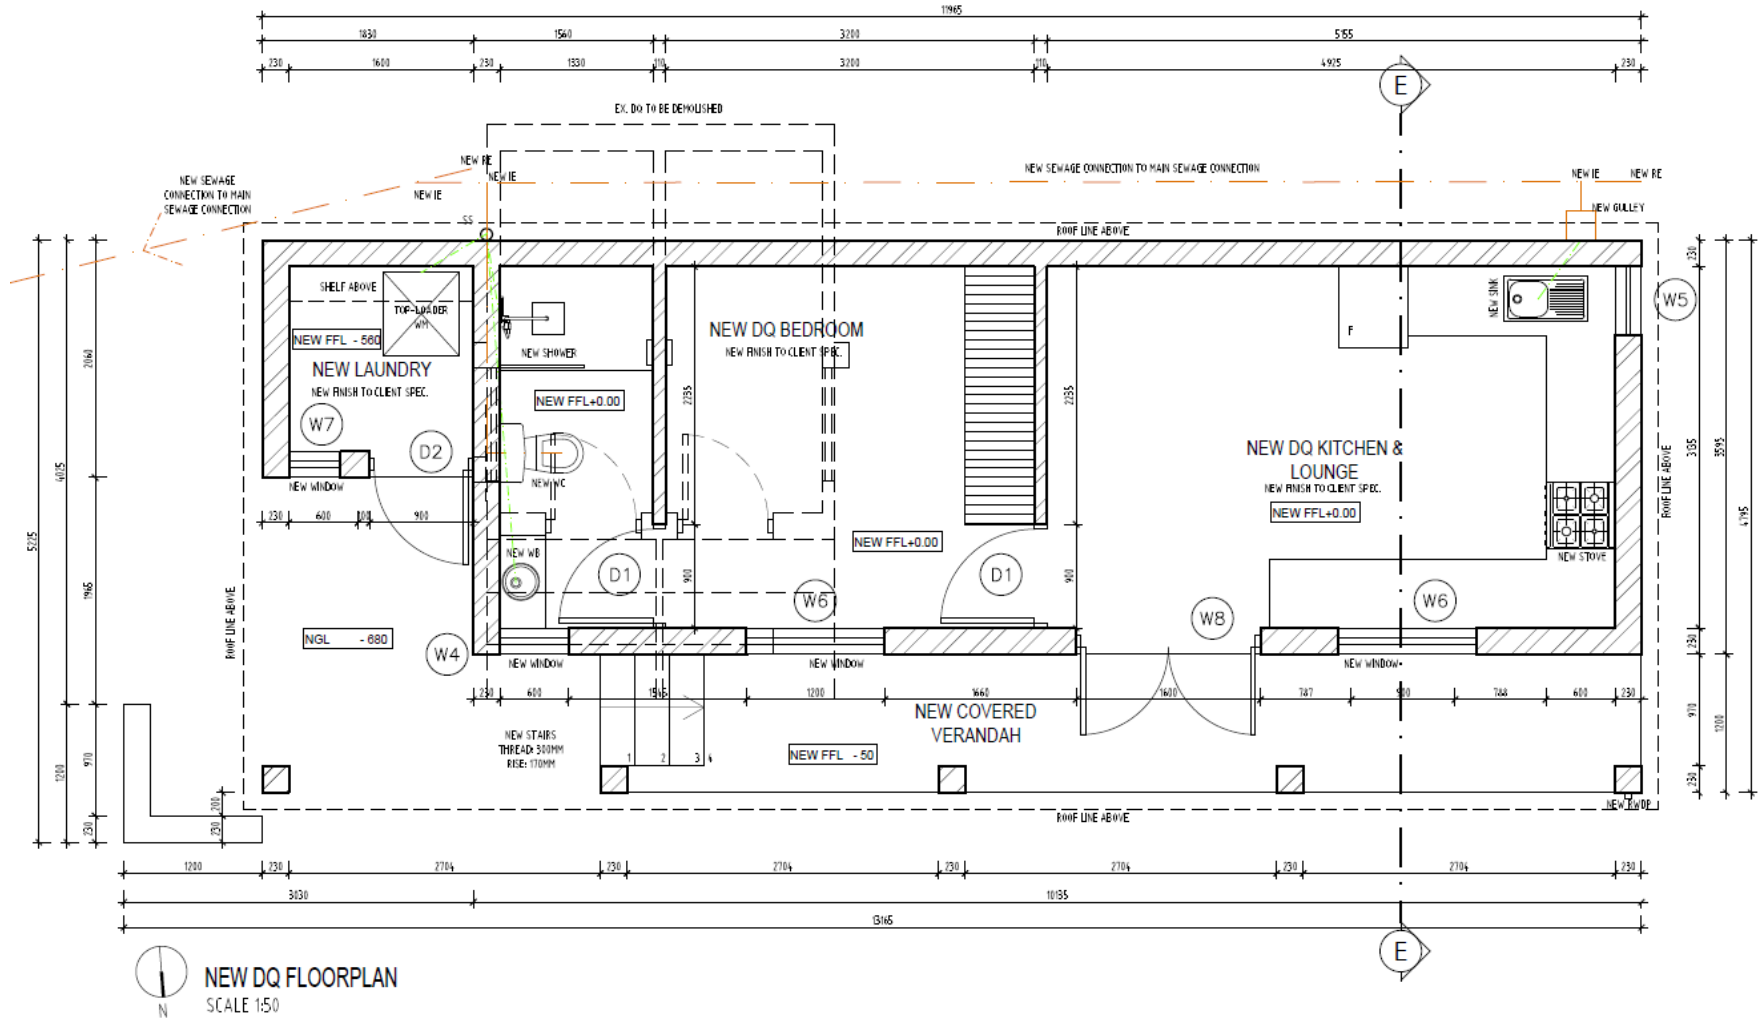 11965
1830 1560 3200 5155
230 1600 230 1330 110 3200 110 4925 230
E
EX. DQ TO BE DEMOLISHED
NEW RE
NEW IE
NEW IE
NEW SEWAGE
CONNECTION TO MAIN
SEWAGE CONNECTION
NEW SEWAGE CONNECTION TO MAIN SEWAGE CONNECTION
NEW IE
NEW RE
NEW GULLEY
SS
ROOF LINE ABOVE
SHELF ABOVE
TOP-LOADER
WM
NEW FFL - 560
NEW LAUNDRY
NEW FINISH TO CLIENT SPEC.
W7
D2
NEW WINDOW
230 600 100 900
NEW SHOWER
NEW FFL+0.00
NEW WC
NEW WB
D1
NEW DQ BEDROOM
NEW FINISH TO CLIENT SPEC.
2235
900
NEW FFL+0.00
W6
D1
2235
900
F
NEW SINK
W5
NEW DQ KITCHEN &
LOUNGE
NEW FINISH TO CLIENT SPEC.
NEW FFL+0.00
NEW STOVE
W8
W6
ROOF LINE ABOVE
ROOF LINE ABOVE
NGL - 680
W4
NEW WINDOW
NEW WINDOW
NEW WINDOW
230 600 1545 1200 1660 1600 787 900 788 600 230
NEW COVERED
VERANDAH
NEW STAIRS
THREAD: 300MM
RISE: 170MM
1 2 3 4
NEW FFL - 50
NEW RWDP
ROOF LINE ABOVE
5225
4025
1200
2060
1965
970
230
200
230
230
3135
230
970
230
3595
1200
4795
1200 230 2704 230 2704 230 2704 230 2704 230
3030 10135
13165
E
N
NEW DQ FLOORPLAN
SCALE 1:50